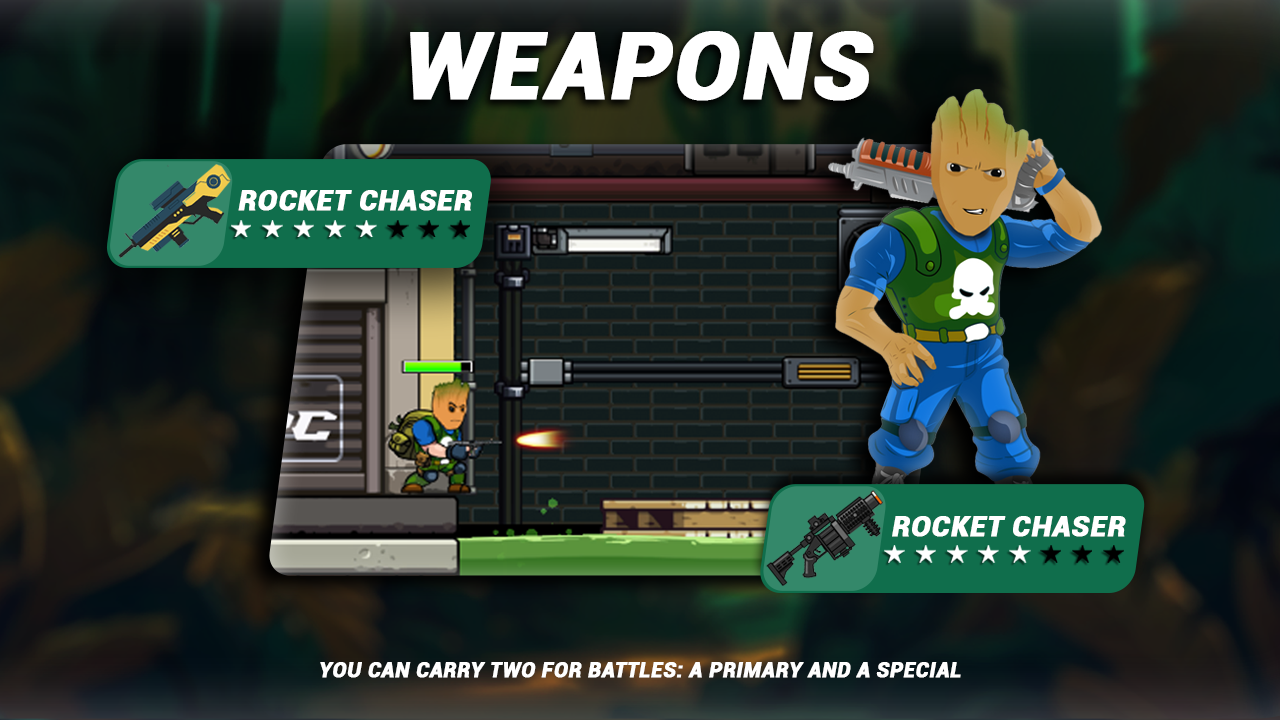 WEAPONS
ROCKET CHASER
ROCKET CHASER
YOU CAN CARRY TWO FOR BATTLES: A PRIMARY AND A SPECIAL